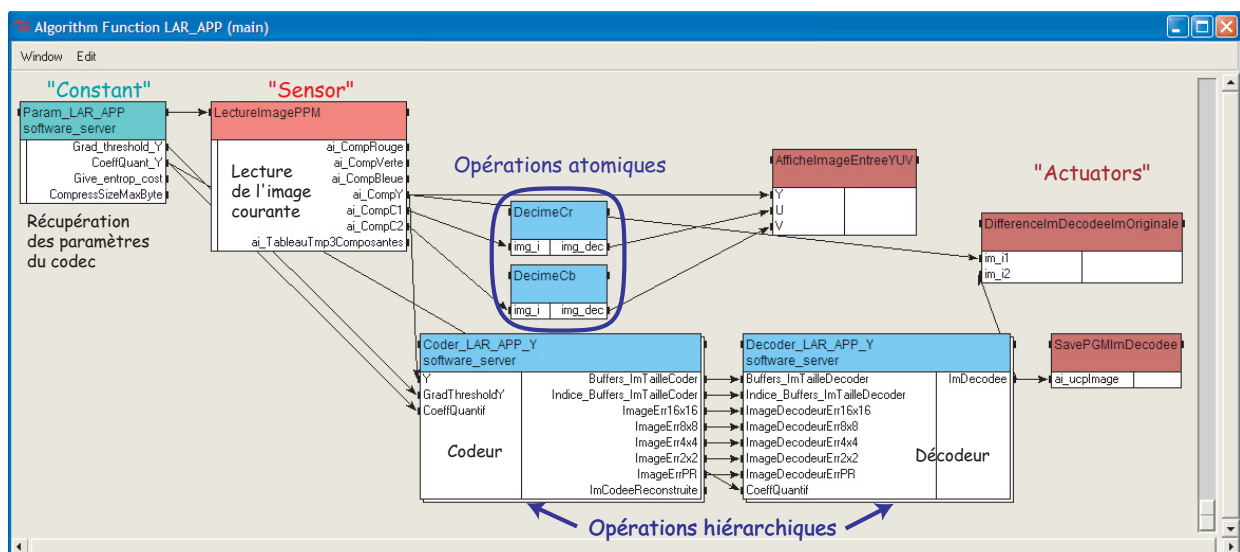 Algorithm Function LAR_APP (main)
Window Edit
"Constant"
Param_LAR_APP
software_server
Grad_threshold_Y
CoeffQuant_Y
Give_entrop_cost
CompressSizeMaxByte
Récupération
des paramètres
du codec
"Sensor"
LectureImagePPM
ai_CompRouge
ai_CompVerte
ai_CompBleue
ai_CompY
ai_CompC1
ai_CompC2
ai_TableauTmp3Composantes
Lecture
de l'image
courante
Opérations atomiques
DecimeCr
img_i img_dec
DecimeCb
img_i img_dec
AfficheImageEntreeYUV
Y
U
V
"Actuators"
DifferenceImDecodeeImOriginale
im_i1
im_i2
Coder_LAR_APP_Y
software_server
Y
GradThresholdY
CoeffQuantif
Buffers_ImTailleCoder
Indice_Buffers_ImTailleCoder
ImageErr16x16
ImageErr8x8
ImageErr4x4
ImageErr2x2
ImageErrPR
ImCodeeReconstruite
Codeur
Decoder_LAR_APP_Y
software_server
Buffers_ImTailleDecoder
Indice_Buffers_ImTailleDecoder
ImageDecodeurErr16x16
ImageDecodeurErr8x8
ImageDecodeurErr4x4
ImageDecodeurErr2x2
ImageDecodeurErrPR
CoeffQuantif
ImDecodee
Décodeur
SavePGMImDecodee
ai_ucpImage
Opérations hiérarchiques